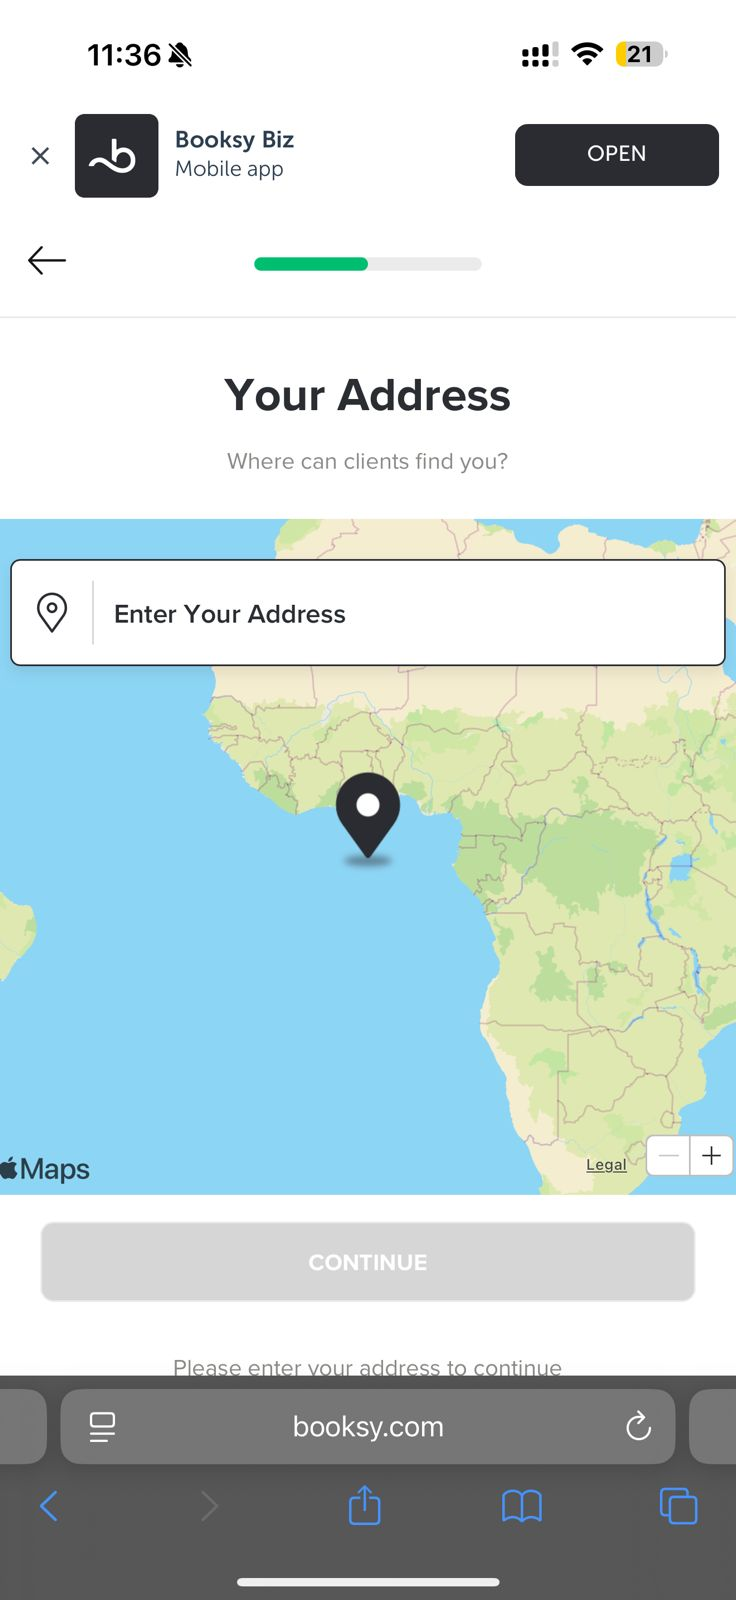 11:36
21
Booksy Biz
Mobile app
OPEN
Your Address
Where can clients find you?
Enter Your Address
Maps
Legal
CONTINUE
Please enter your address to continue
booksy.com